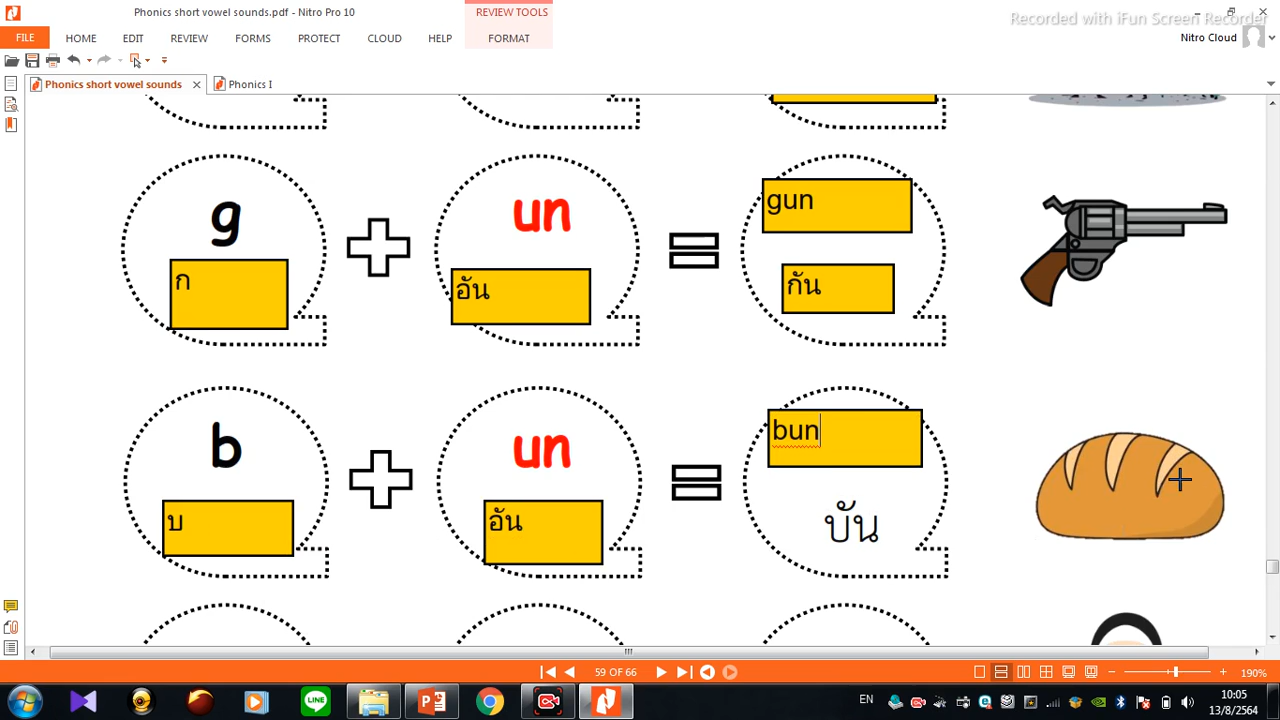 Phonics short vowel sounds.pdf - Nitro Pro 10
REVIEW TOOLS
Recorded with iFun Screen Recorder
FILE HOME EDIT REVIEW FORMS PROTECT CLOUD HELP FORMAT
Nitro Cloud
Phonics short vowel sounds
Phonics I
g un gun
ก อัน กัน
b un bun
บ อัน บัน
59 OF 66
190%
EN
10:05
13/8/2564